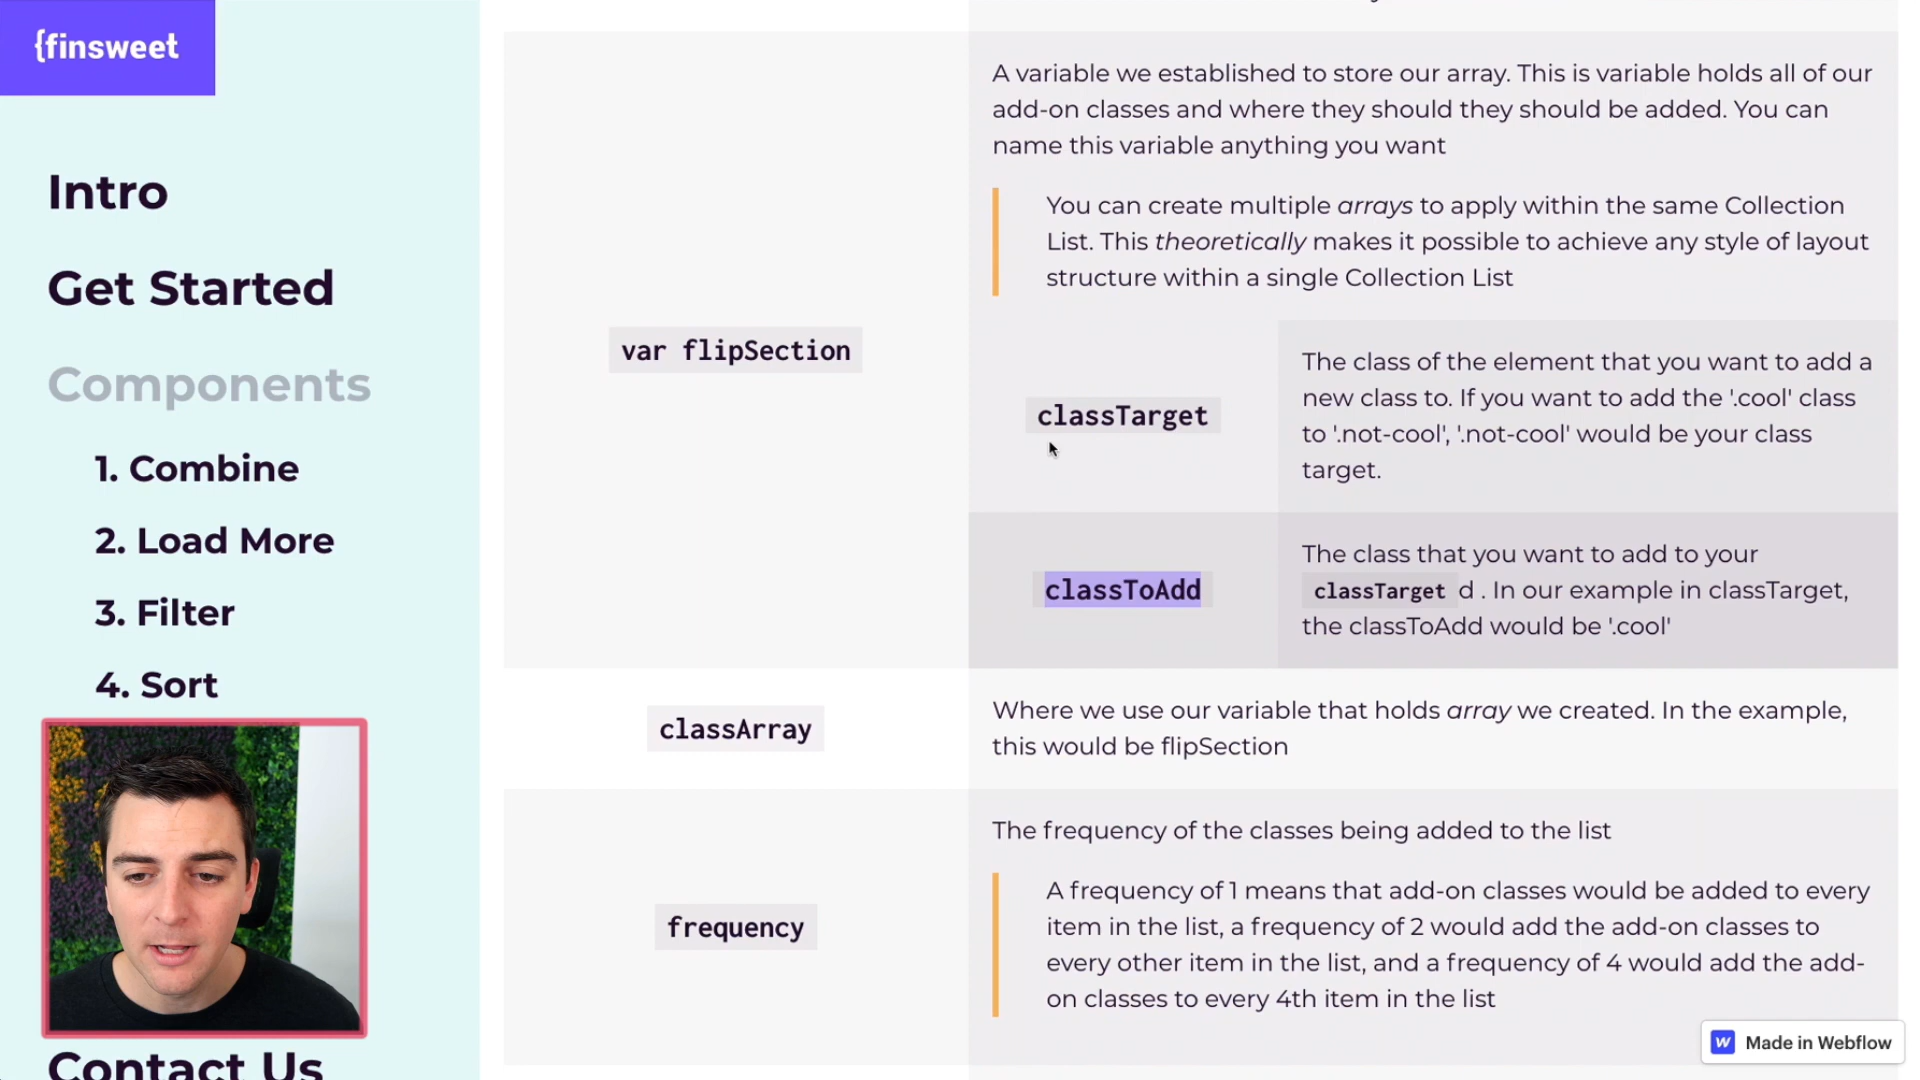 {finsweet
Intro
Get Started
Components
1. Combine
2. Load More
3. Filter
4. Sort
Contact Us
var flipSection
A variable we established to store our array. This is variable holds all of our
add-on classes and where they should they should be added. You can
name this variable anything you want
You can create multiple arrays to apply within the same Collection
List. This theoretically makes it possible to achieve any style of layout
structure within a single Collection List
classTarget
The class of the element that you want to add a
new class to. If you want to add the '.cool' class
to '.not-cool', '.not-cool' would be your class
target.
classToAdd
The class that you want to add to your
classTarget d . In our example in classTarget,
the classToAdd would be '.cool'
classArray
Where we use our variable that holds array we created. In the example,
this would be flipSection
frequency
The frequency of the classes being added to the list
A frequency of 1 means that add-on classes would be added to every
item in the list, a frequency of 2 would add the add-on classes to
every other item in the list, and a frequency of 4 would add the add-
on classes to every 4th item in the list
Made in Webflow